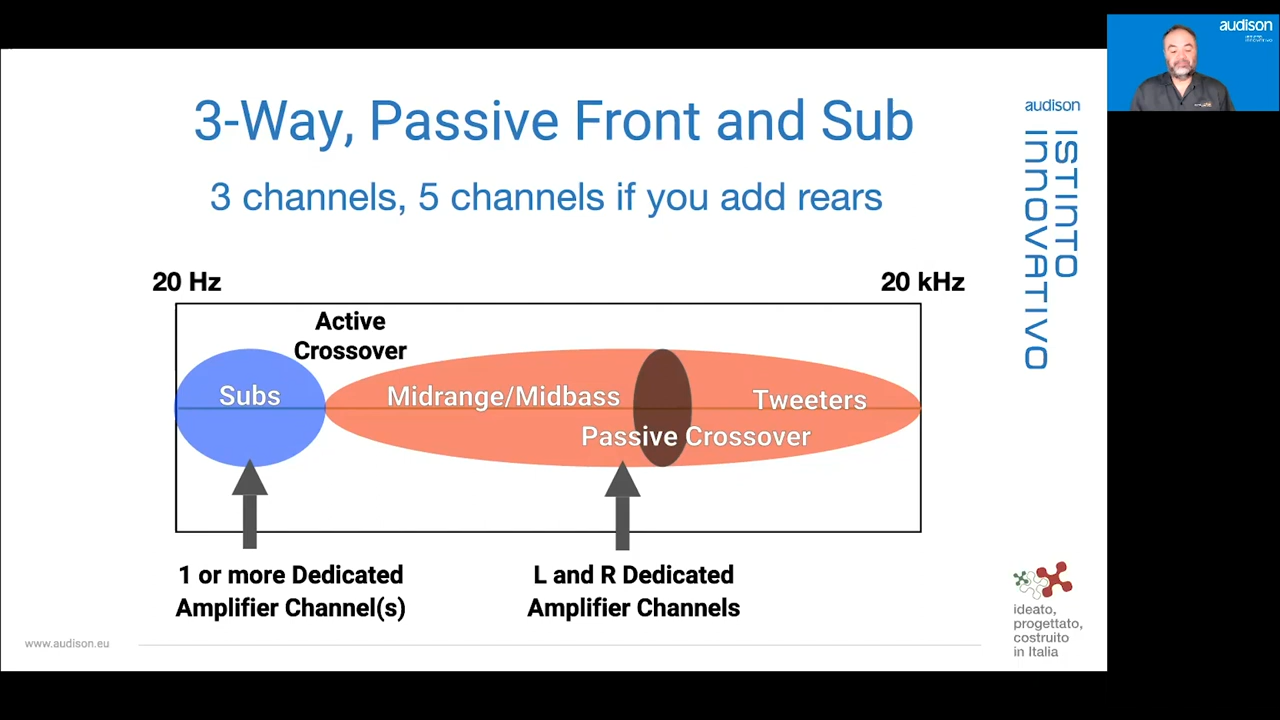 3-Way, Passive Front and Sub
3 channels, 5 channels if you add rears
20 Hz
20 kHz
Active
Crossover
Subs
Midrange/Midbass
Tweeters
Passive Crossover
1 or more Dedicated
Amplifier Channel(s)
L and R Dedicated
Amplifier Channels
www.audison.eu
audison
ISTINTO
INNOVATIVO
ideato,
progettato,
costruito
in Italia
audison